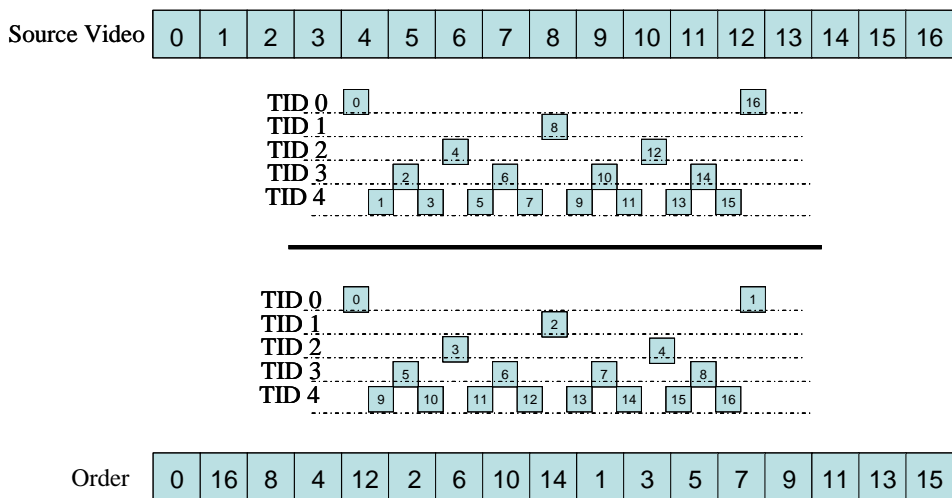 Source Video 0 1 2 3 4 5 6 7 8 9 10 11 12 13 14 15 16
TID 0 0 16
TID 1 8
TID 2 4 12
TID 3 2 6 10 14
TID 4 1 3 5 7 9 11 13 15
TID 0 0 1
TID 1 2
TID 2 3 4
TID 3 5 6 7 8
TID 4 9 10 11 12 13 14 15 16
Order 0 16 8 4 12 2 6 10 14 1 3 5 7 9 11 13 15